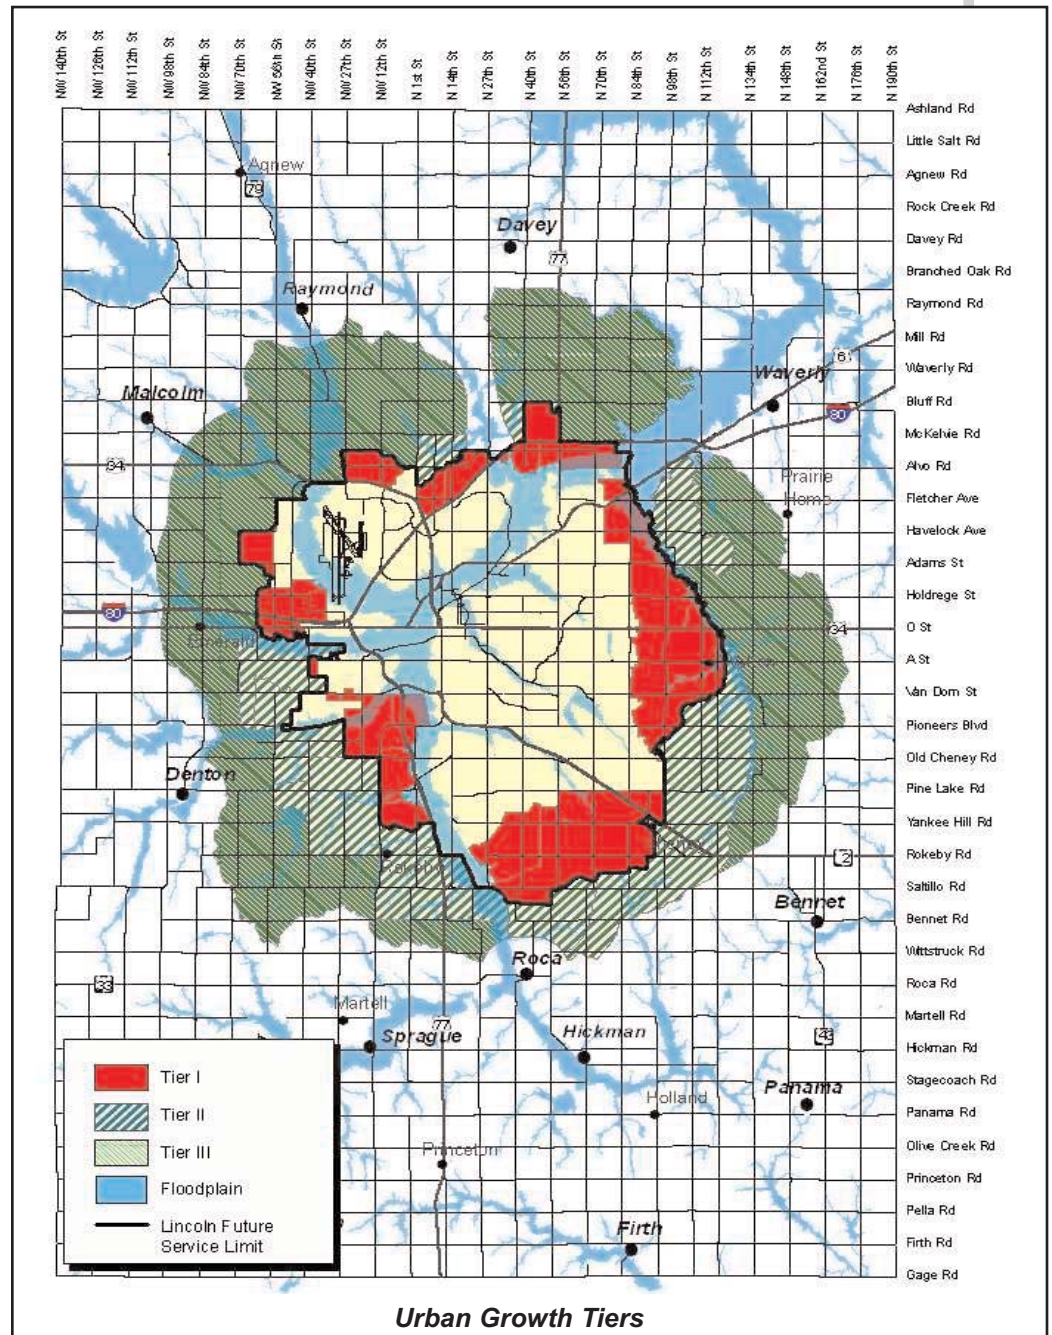 NW 140th St
NW 126th St
NW 112th St
NW 98th St
NW 84th St
NW 70th St
NW 56th St
NW 40th St
NW 27th St
NW 12th St
N 1st St
N 14th St
N 27th St
N 40th St
N 56th St
N 70th St
N 84th St
N 98th St
N 112th St
N 134th St
N 148th St
N 162nd St
N 176th St
N 190th St
Ashland Rd
Little Salt Rd
Agnew Rd
Rock Creek Rd
Davey Rd
Branched Oak Rd
Raymond Rd
Mill Rd
Waverly Rd
Bluff Rd
McKelvie Rd
Alvo Rd
Fletcher Ave
Havelock Ave
Adams St
Holdrege St
O St
A St
Van Dorn St
Pioneers Blvd
Old Cheney Rd
Pine Lake Rd
Yankee Hill Rd
Rokeby Rd
Saltillo Rd
Bennet Rd
Wittstruck Rd
Roca Rd
Martell Rd
Hickman Rd
Stagecoach Rd
Panama Rd
Olive Creek Rd
Princeton Rd
Pella Rd
Firth Rd
Gage Rd
Agnew
79
Davey
77
Raymond
6
Waverly
80
Malcolm
34
Prairie
Home
80
Emerald
34
Denton
2
Bennet
Roca
33
Martell
77
Sprague
Hickman
43
Holland
Panama
Princeton
Firth
Tier I
Tier II
Tier III
Floodplain
Lincoln Future
Service Limit
Urban Growth Tiers